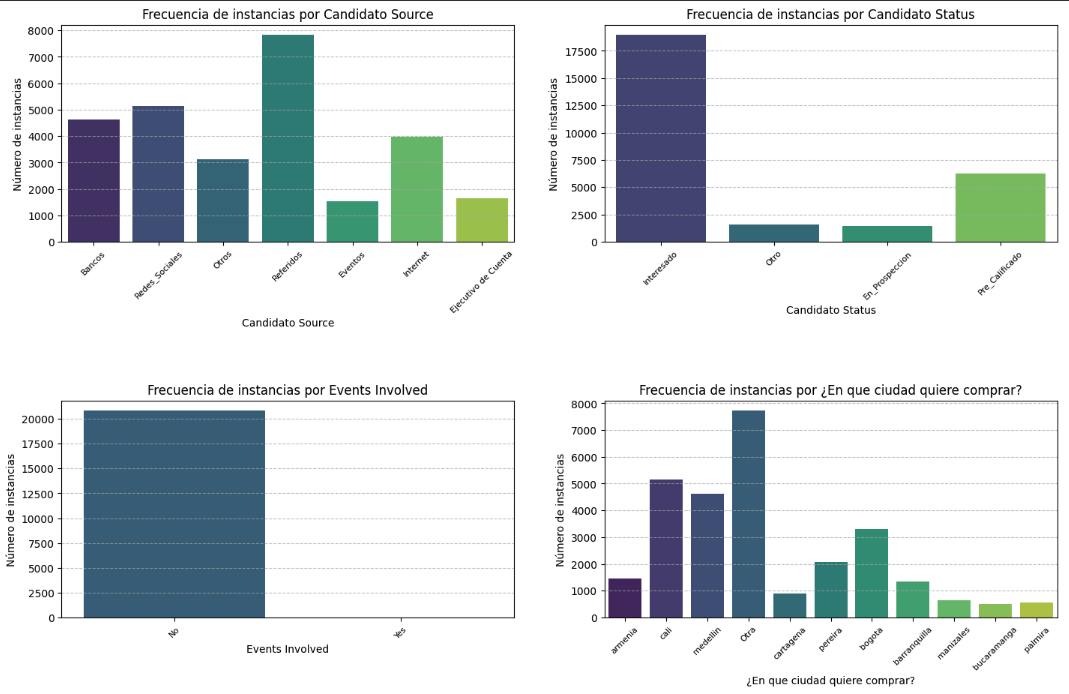 Frecuencia de instancias por Candidato Source
Número de instancias
8000
7000
6000
5000
4000
3000
2000
1000
0
Bancos
Redes_Sociales
Otros
Referidos
Eventos
Internet
Ejecutivo de Cuenta
Candidato Source
Frecuencia de instancias por Candidato Status
Número de instancias
17500
15000
12500
10000
7500
5000
2500
0
Interesado
Otro
En_Prospeccion
Pre_Calificado
Candidato Status
Frecuencia de instancias por Events Involved
Número de instancias
20000
17500
15000
12500
10000
7500
5000
2500
0
No
Yes
Events Involved
Frecuencia de instancias por ¿En que ciudad quiere comprar?
Número de instancias
8000
7000
6000
5000
4000
3000
2000
1000
0
armenia
cali
medellin
Otra
cartagena
pereira
bogota
barranquilla
manizales
bucaramanga
palmira
¿En que ciudad quiere comprar?